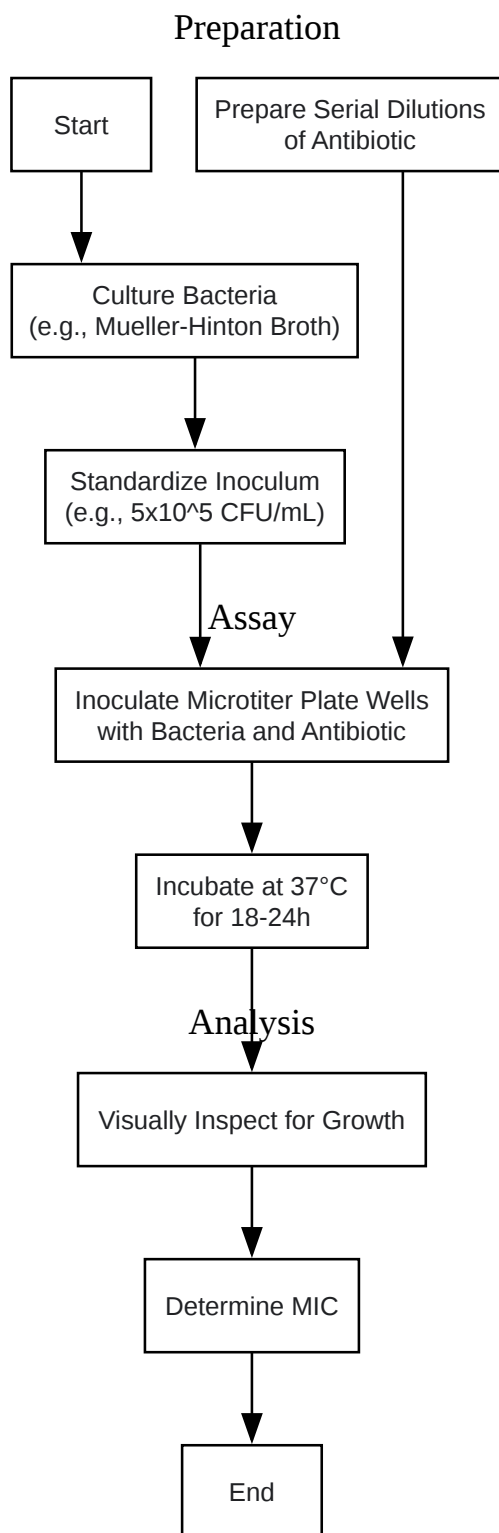 Preparation
Start
Prepare Serial Dilutions
of Antibiotic
Culture Bacteria
(e.g., Mueller-Hinton Broth)
Standardize Inoculum
(e.g., 5x10^5 CFU/mL)
Assay
Inoculate Microtiter Plate Wells
with Bacteria and Antibiotic
Incubate at 37°C
for 18-24h
Analysis
Visually Inspect for Growth
Determine MIC
End